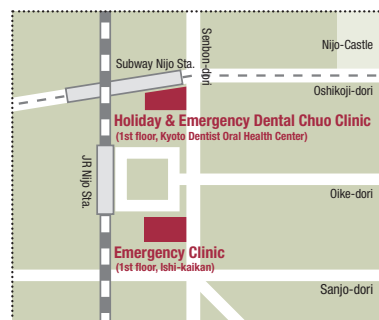 Nijo-Castle
Subway Nijo Sta.
Senbon-dori
Oshikoji-dori
Holiday & Emergency Dental Chuo Clinic
(1st floor, Kyoto Dentist Oral Health Center)
JR Nijo Sta.
Oike-dori
Emergency Clinic
(1st floor, Ishi-kaikan)
Sanjo-dori